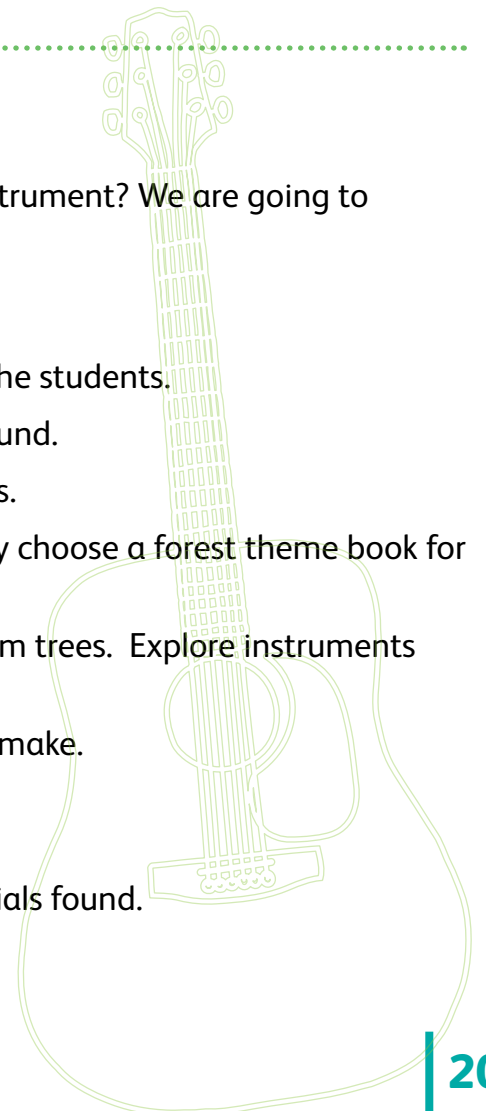 strument? We are going to
he students.
und.
s.
y choose a forest theme book for
m trees.  Explore instruments
make.
ials found.
20